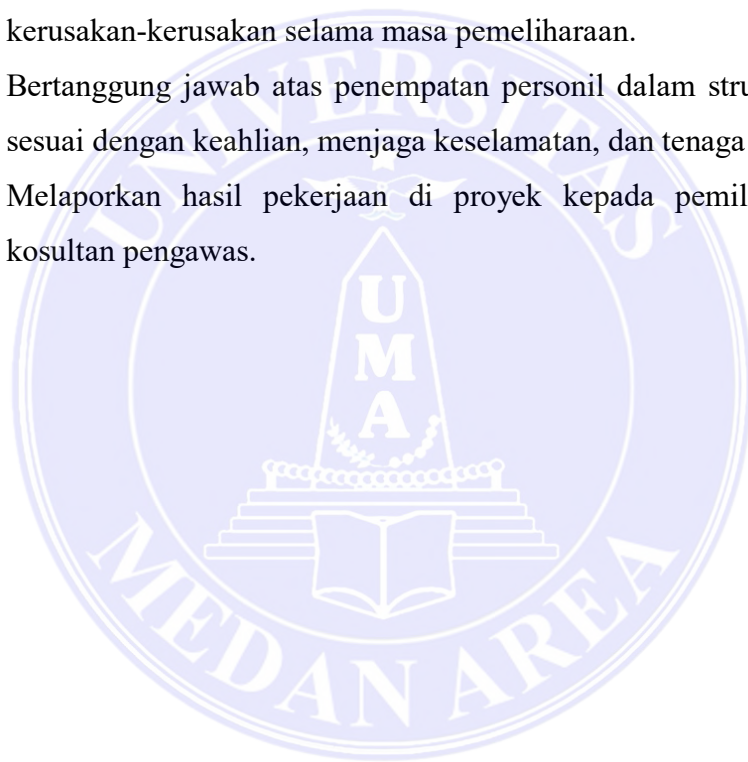 kerusakan-kerusakan selama masa pemeliharaan.
Bertanggung jawab atas penempatan personil dalam stru
sesuai dengan keahlian, menjaga keselamatan, dan tenaga
Melaporkan hasil pekerjaan di proyek kepada pemil
kosultan pengawas.
UNIVERSITAS
U
M
A
MEDAN AREA